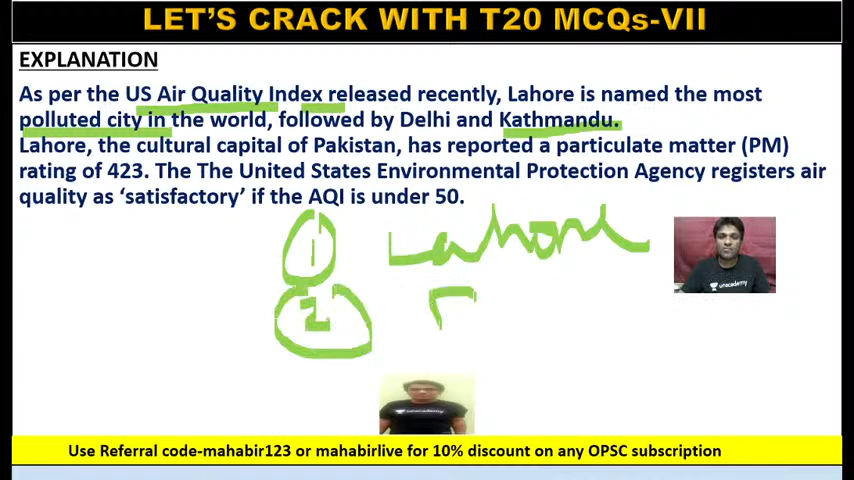 LET'S CRACK WITH T20 MCQs-VII
EXPLANATION
As per the US Air Quality Index released recently, Lahore is named the most
polluted city in the world, followed by Delhi and Kathmandu.
Lahore, the cultural capital of Pakistan, has reported a particulate matter (PM)
rating of 423. The The United States Environmental Protection Agency registers air
quality as ‘satisfactory’ if the AQI is under 50.
1 Lahore
2
unacademy
unacademy
Use Referral code-mahabir123 or mahabirlive for 10% discount on any OPSC subscription